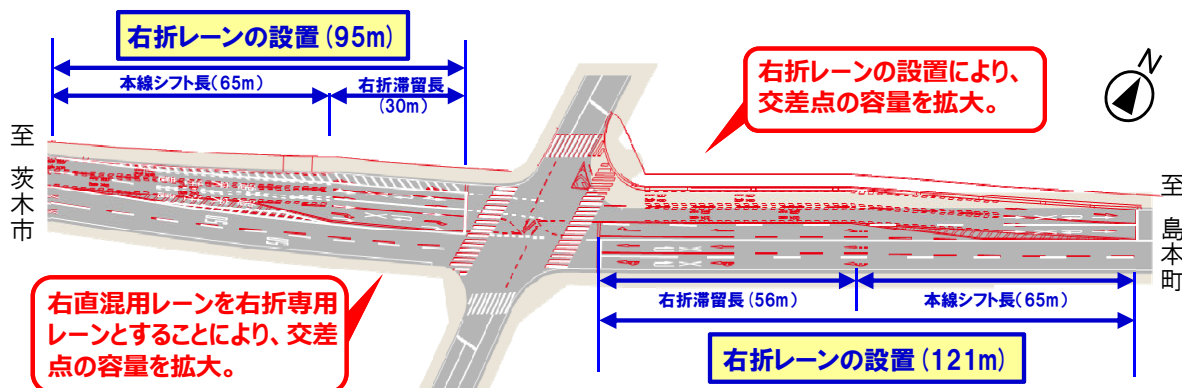 右折レーンの設置(95m)
本線シフト長(65m)
右折滞留長
(30m)
右折レーンの設置により、
交差点の容量を拡大。
N
至 茨木市
至 島本町
右直混用レーンを右折専用
レーンとすることにより、交差
点の容量を拡大。
右折滞留長(56m)
本線シフト長(65m)
右折レーンの設置(121m)